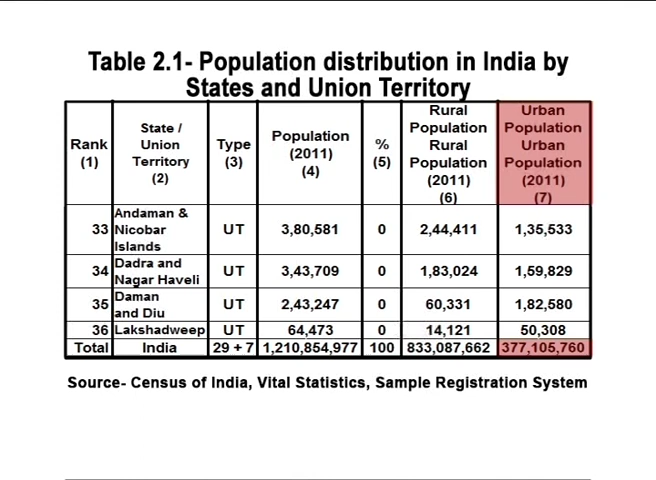 Table 2.1- Population distribution in India by
States and Union Territory
Rank (1) State / Union Territory (2) Type (3) Population (2011) (4) % (5) Rural Population Rural Population (2011) (6) Urban Population Urban Population (2011) (7)
33 Andaman & Nicobar Islands UT 3,80,581 0 2,44,411 1,35,533
34 Dadra and Nagar Haveli UT 3,43,709 0 1,83,024 1,59,829
35 Daman and Diu UT 2,43,247 0 60,331 1,82,580
36 Lakshadweep UT 64,473 0 14,121 50,308
Total India 29 + 7 1,210,854,977 100 833,087,662 377,105,760
Source- Census of India, Vital Statistics, Sample Registration System